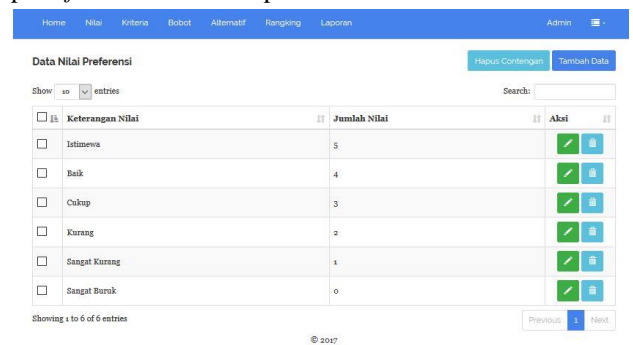 Home Nilai Kriteria Bobot Alternatif Rangking Laporan Admin
Data Nilai Preferensi Hapus Contengan Tambah Data
Show 10 entries Search:
Keterangan Nilai Jumlah Nilai Aksi
Istimewa 5
Baik 4
Cukup 3
Kurang 2
Sangat Kurang 1
Sangat Buruk 0
Showing 1 to 6 of 6 entries Previous 1 Next
© 2017